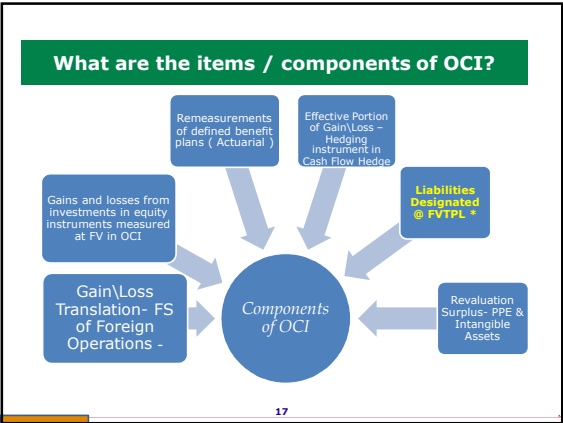 What are the items / components of OCI?
Remeasurements
of defined benefit
plans ( Actuarial )
Effective Portion
of Gain\Loss –
Hedging
instrument in
Cash Flow Hedge
Liabilities
Designated
@ FVTPL *
Gains and losses from
investments in equity
instruments measured
at FV in OCI
Gain\Loss
Translation- FS
of Foreign
Operations -
Components
of OCI
Revaluation
Surplus- PPE &
Intangible
Assets
17